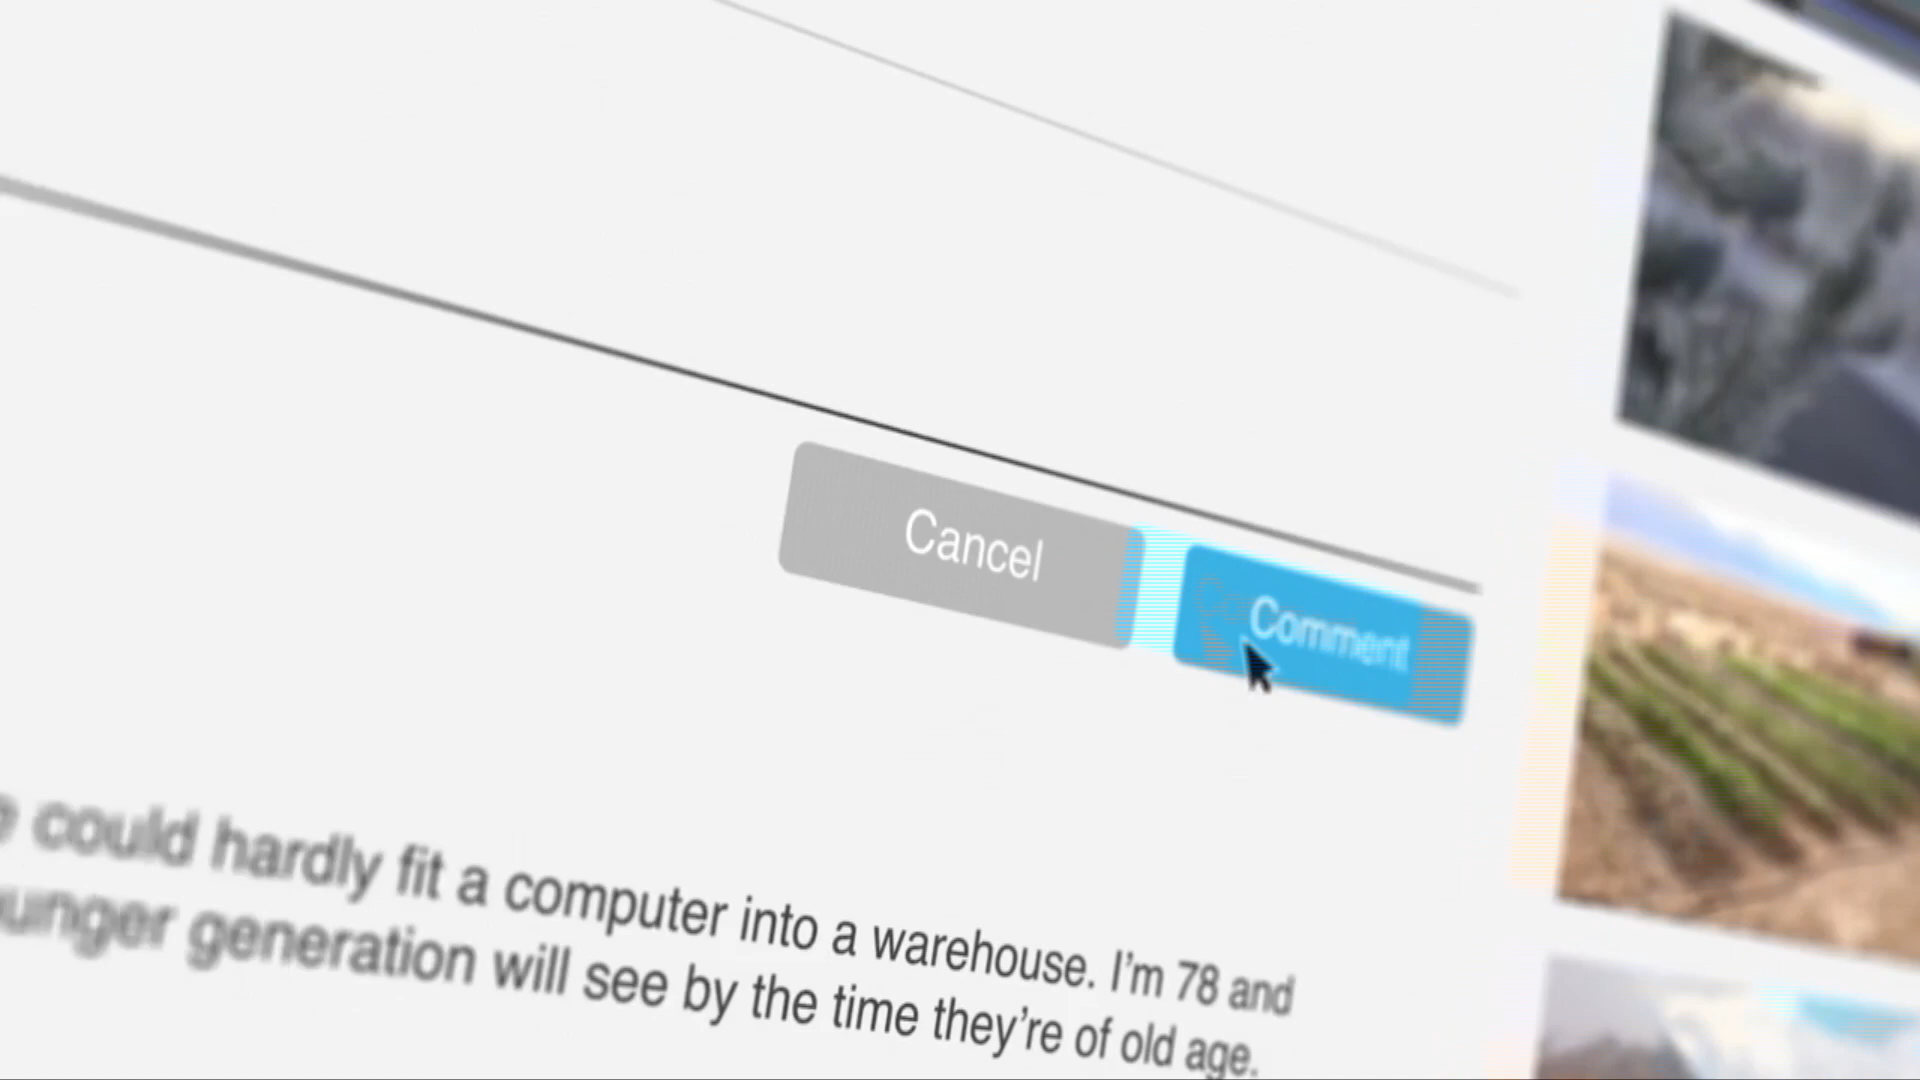 Cancel
Comment
could hardly fit a computer into a warehouse. I'm 78 and
generation will see by the time they're of old age.